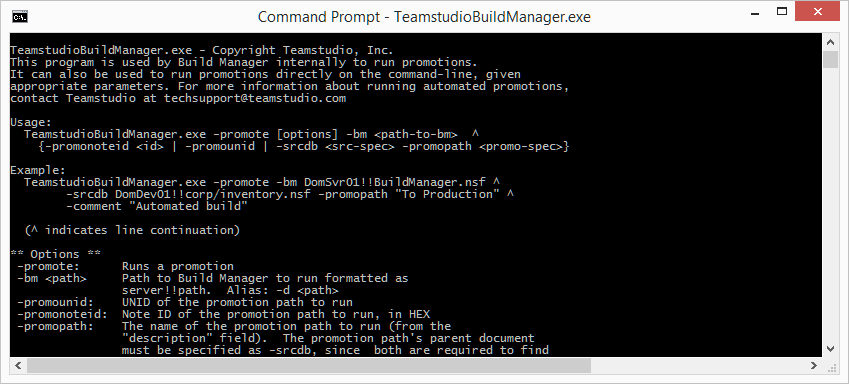 Command Prompt - TeamstudioBuildManager.exe
TeamstudioBuildManager.exe - Copyright Teamstudio, Inc.
This program is used by Build Manager internally to run promotions.
It can also be used to run promotions directly on the command-line, given
appropriate parameters. For more information about running automated promotions,
contact Teamstudio at techsupport@teamstudio.com
Usage:
TeamstudioBuildManager.exe -promote [options] -bm <path-to-bm>  ^
{-promonoteid <id> | -promounid | -srcdb <src-spec> -promopath <promo-spec>}
Example:
TeamstudioBuildManager.exe -promote -bm DomSvr01!!BuildManager.nsf ^
-srcdb DomDev01!!corp/inventory.nsf -promopath "To Production" ^
-comment "Automated build"
(^ indicates line continuation)
** Options **
-promote:      Runs a promotion
-bm <path>     Path to Build Manager to run formatted as
server!!path.  Alias: -d <path>
-promounid:    UNID of the promotion path to run
-promonoteid:  Note ID of the promotion path to run, in HEX
-promopath:    The name of the promotion path to run (from the
"description" field).  The promotion path's parent document
must be specified as -srcdb, since  both are required to find